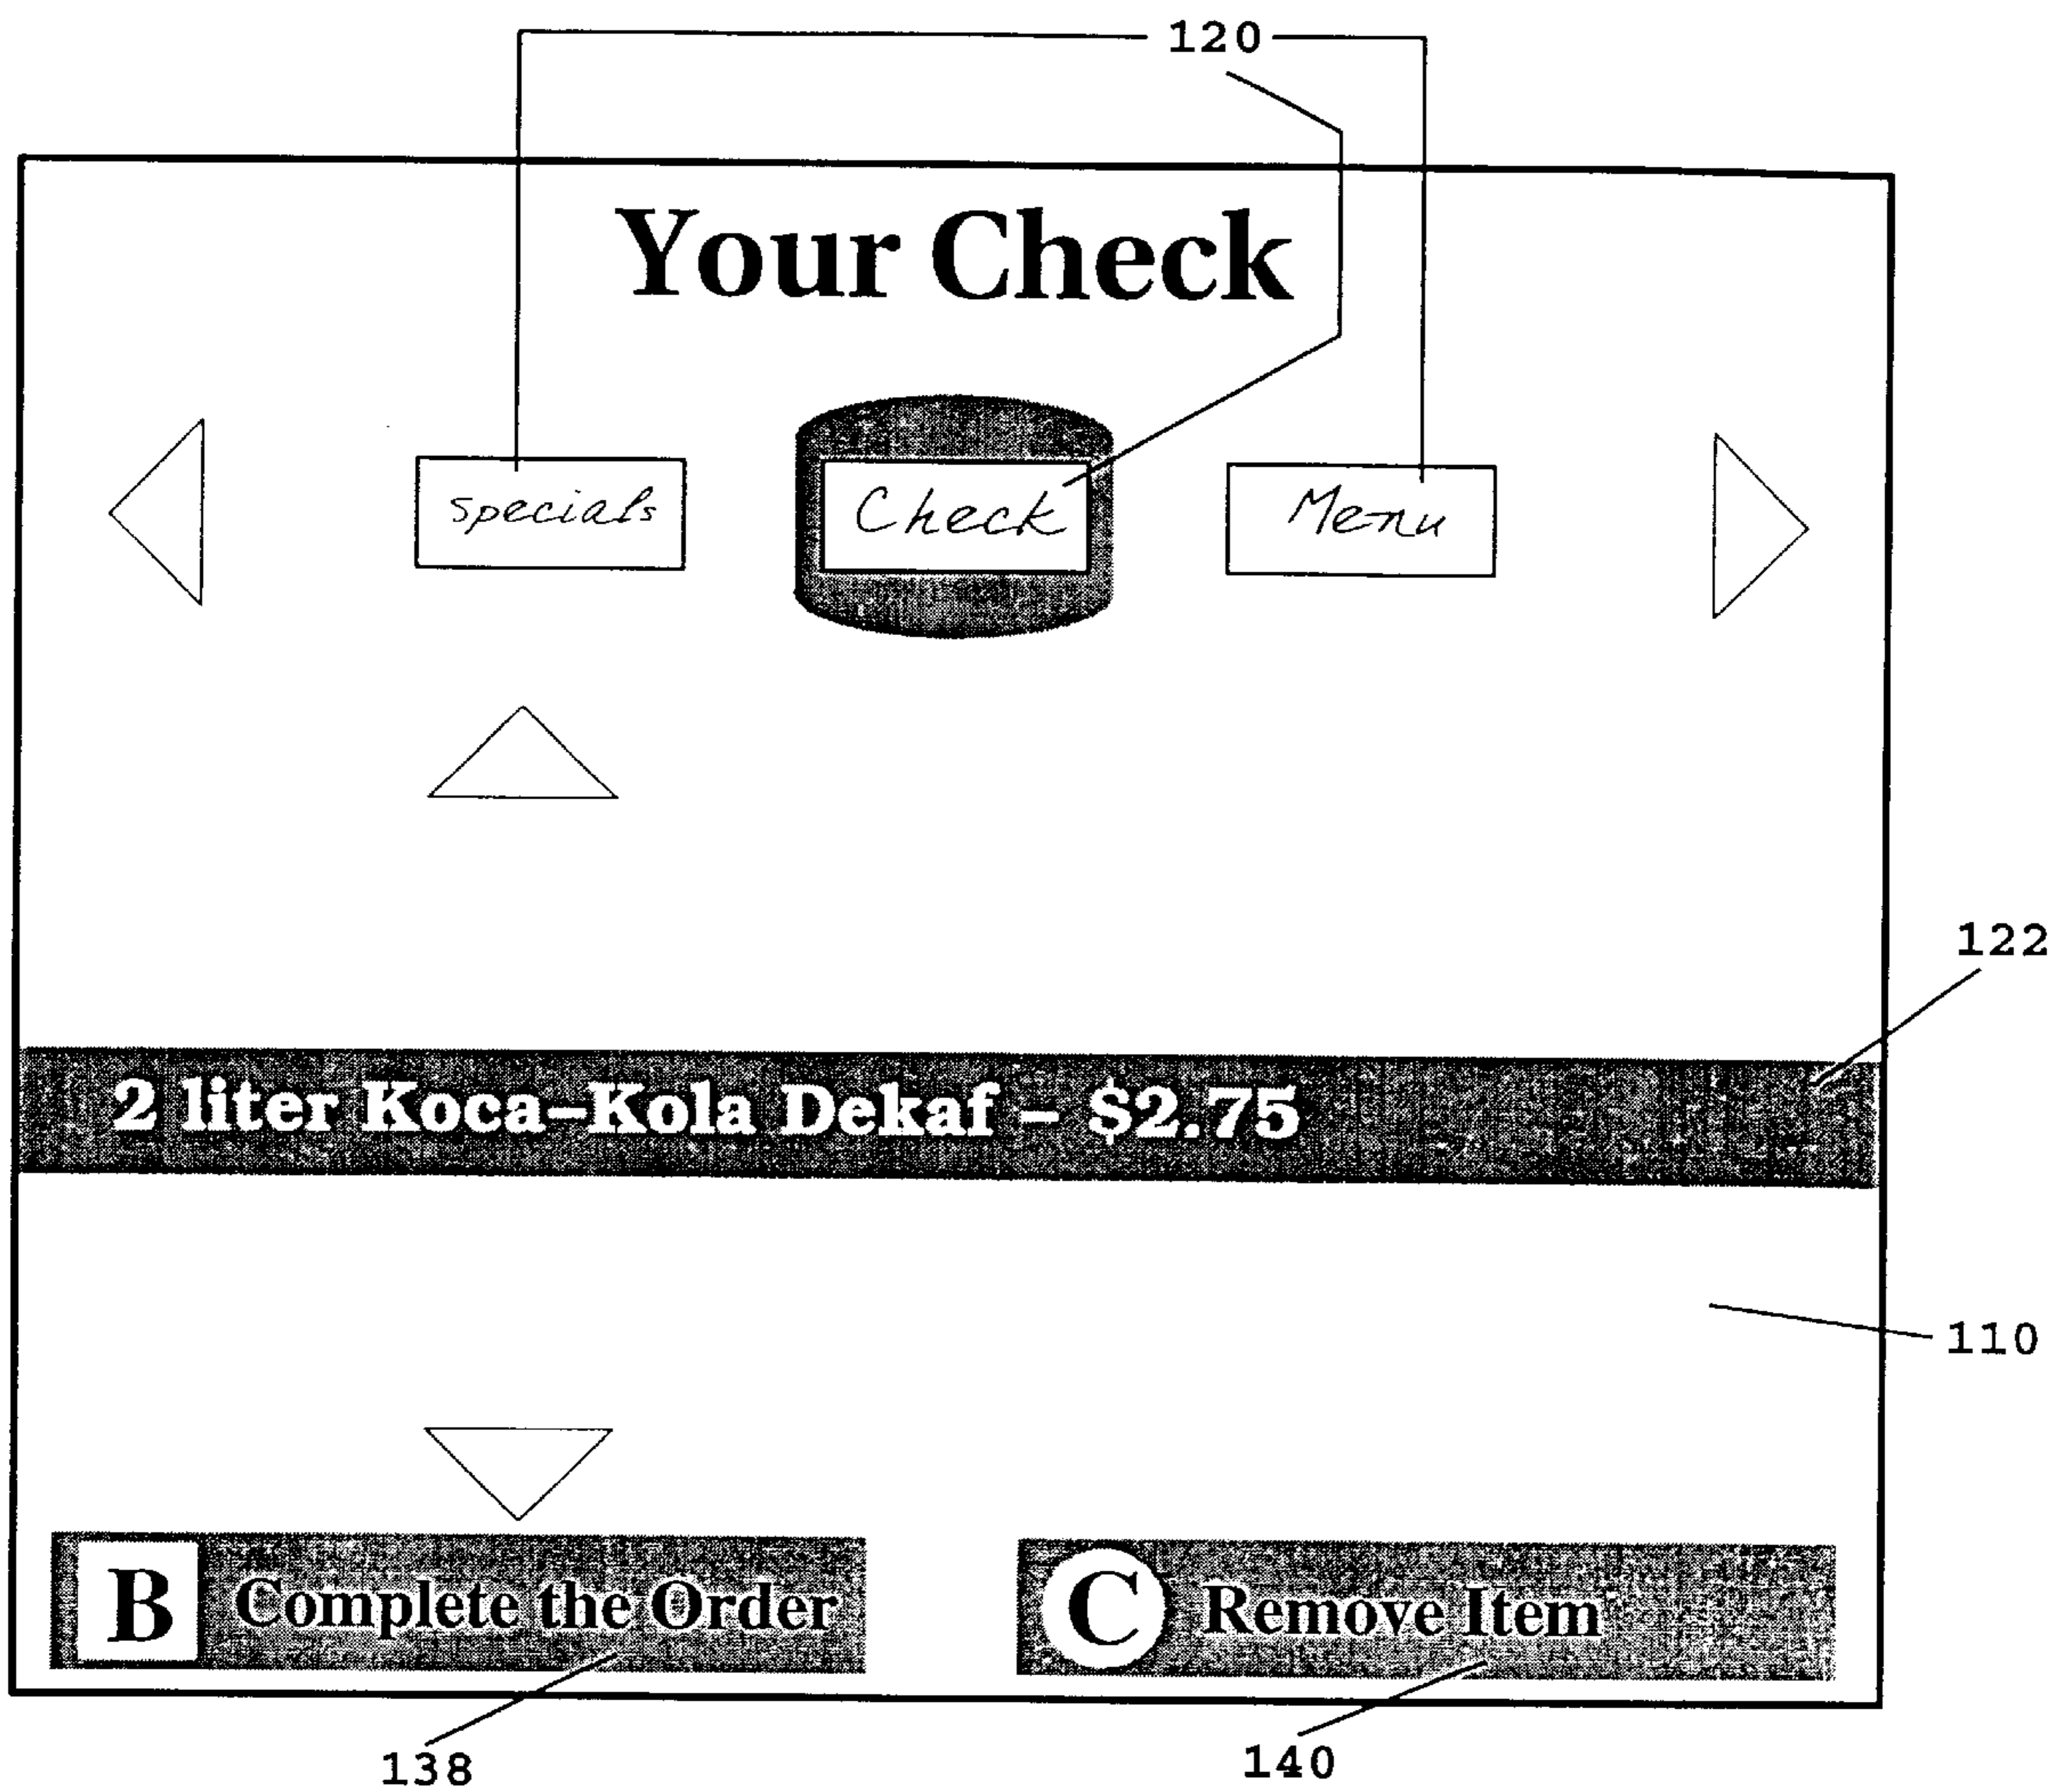 120
Your Check
Specials Check Menu
122
2 liter Koca-Kola Dekaf - $2.75
110
B Complete the Order C Remove Item
138 140